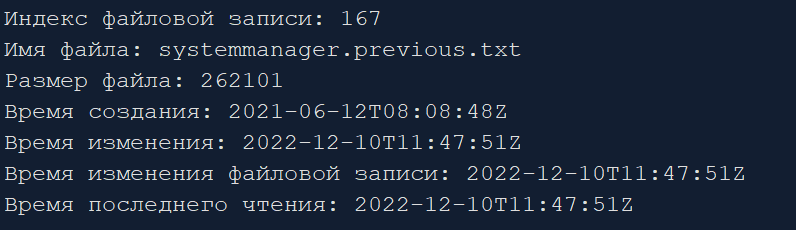 Индекс файловой записи: 167
Имя файла: systemmanager.previous.txt
Размер файла: 262101
Время создания: 2021-06-12T08:08:48Z
Время изменения: 2022-12-10T11:47:51Z
Время изменения файловой записи: 2022-12-10T11:47:51Z
Время последнего чтения: 2022-12-10T11:47:51Z